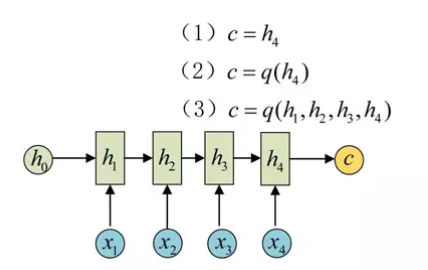 （1）c = h₄
（2）c = q(h₄)
（3）c = q(h₁,h₂,h₃,h₄)
h₀ h₁ h₂ h₃ h₄ c
x₁ x₂ x₃ x₄